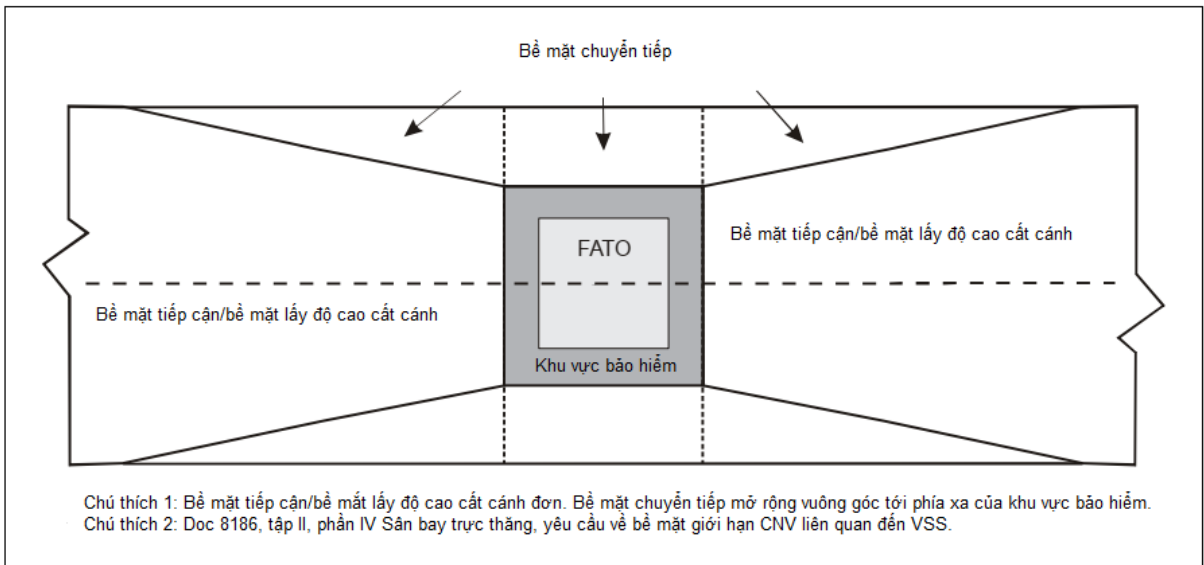 Bề mặt chuyển tiếp
FATO
Bề mặt tiếp cận/bề mặt lấy độ cao cất cánh
Bề mặt tiếp cận/bề mặt lấy độ cao cất cánh
Khu vực bảo hiểm
Chú thích 1: Bề mặt tiếp cận/bề mắt lấy độ cao cất cánh đơn. Bề mặt chuyển tiếp mở rộng vuông góc tới phía xa của khu vực bảo hiểm.
Chú thích 2: Doc 8186, tập II, phần IV Sân bay trực thăng, yêu cầu về bề mặt giới hạn CNV liên quan đến VSS.